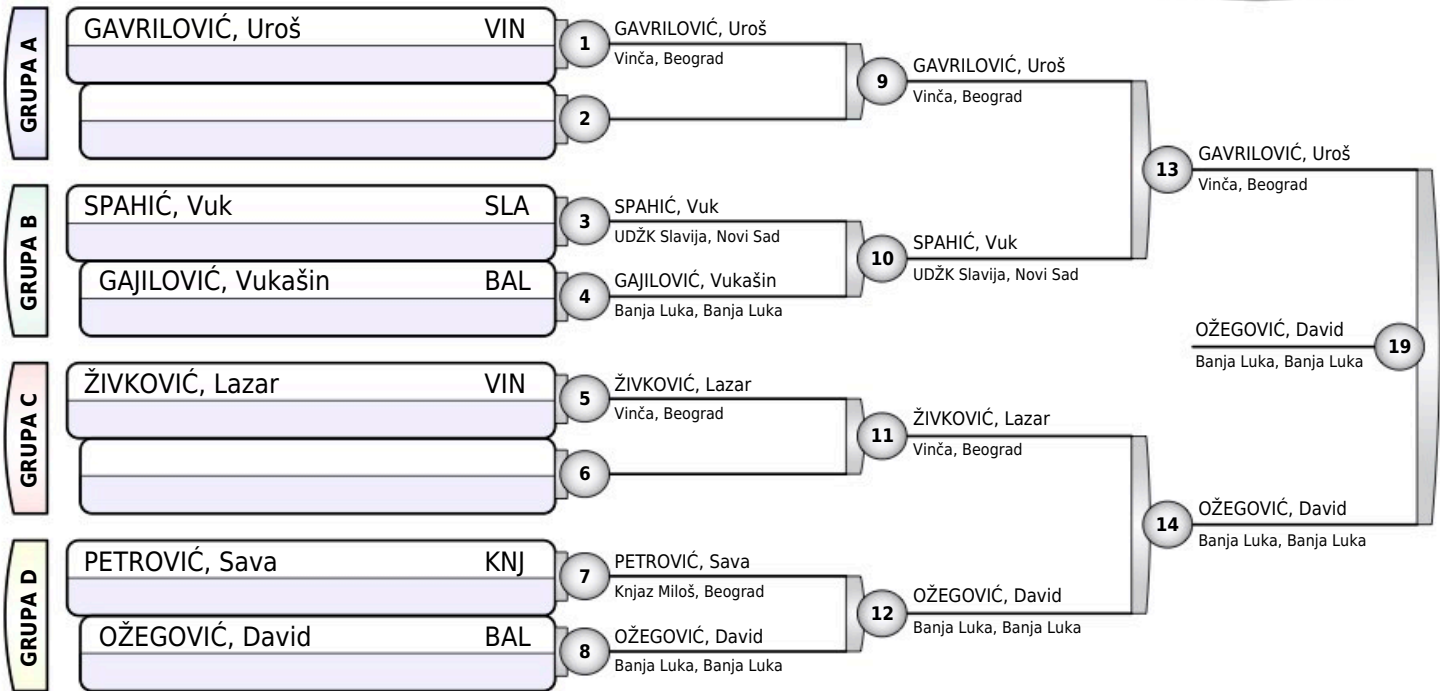 GRUPA A
GAVRILOVIĆ, Uroš VIN
1
GAVRILOVIĆ, Uroš
Vinča, Beograd
2
9
GAVRILOVIĆ, Uroš
Vinča, Beograd
GRUPA B
SPAHIĆ, Vuk SLA
3
SPAHIĆ, Vuk
UDŽK Slavija, Novi Sad
GAJILOVIĆ, Vukašin BAL
4
GAJILOVIĆ, Vukašin
Banja Luka, Banja Luka
10
SPAHIĆ, Vuk
UDŽK Slavija, Novi Sad
13
GAVRILOVIĆ, Uroš
Vinča, Beograd
OŽEGOVIĆ, David
Banja Luka, Banja Luka
19
GRUPA C
ŽIVKOVIĆ, Lazar VIN
5
ŽIVKOVIĆ, Lazar
Vinča, Beograd
6
11
ŽIVKOVIĆ, Lazar
Vinča, Beograd
GRUPA D
PETROVIĆ, Sava KNJ
7
PETROVIĆ, Sava
Knjaz Miloš, Beograd
OŽEGOVIĆ, David BAL
8
OŽEGOVIĆ, David
Banja Luka, Banja Luka
12
OŽEGOVIĆ, David
Banja Luka, Banja Luka
14
OŽEGOVIĆ, David
Banja Luka, Banja Luka